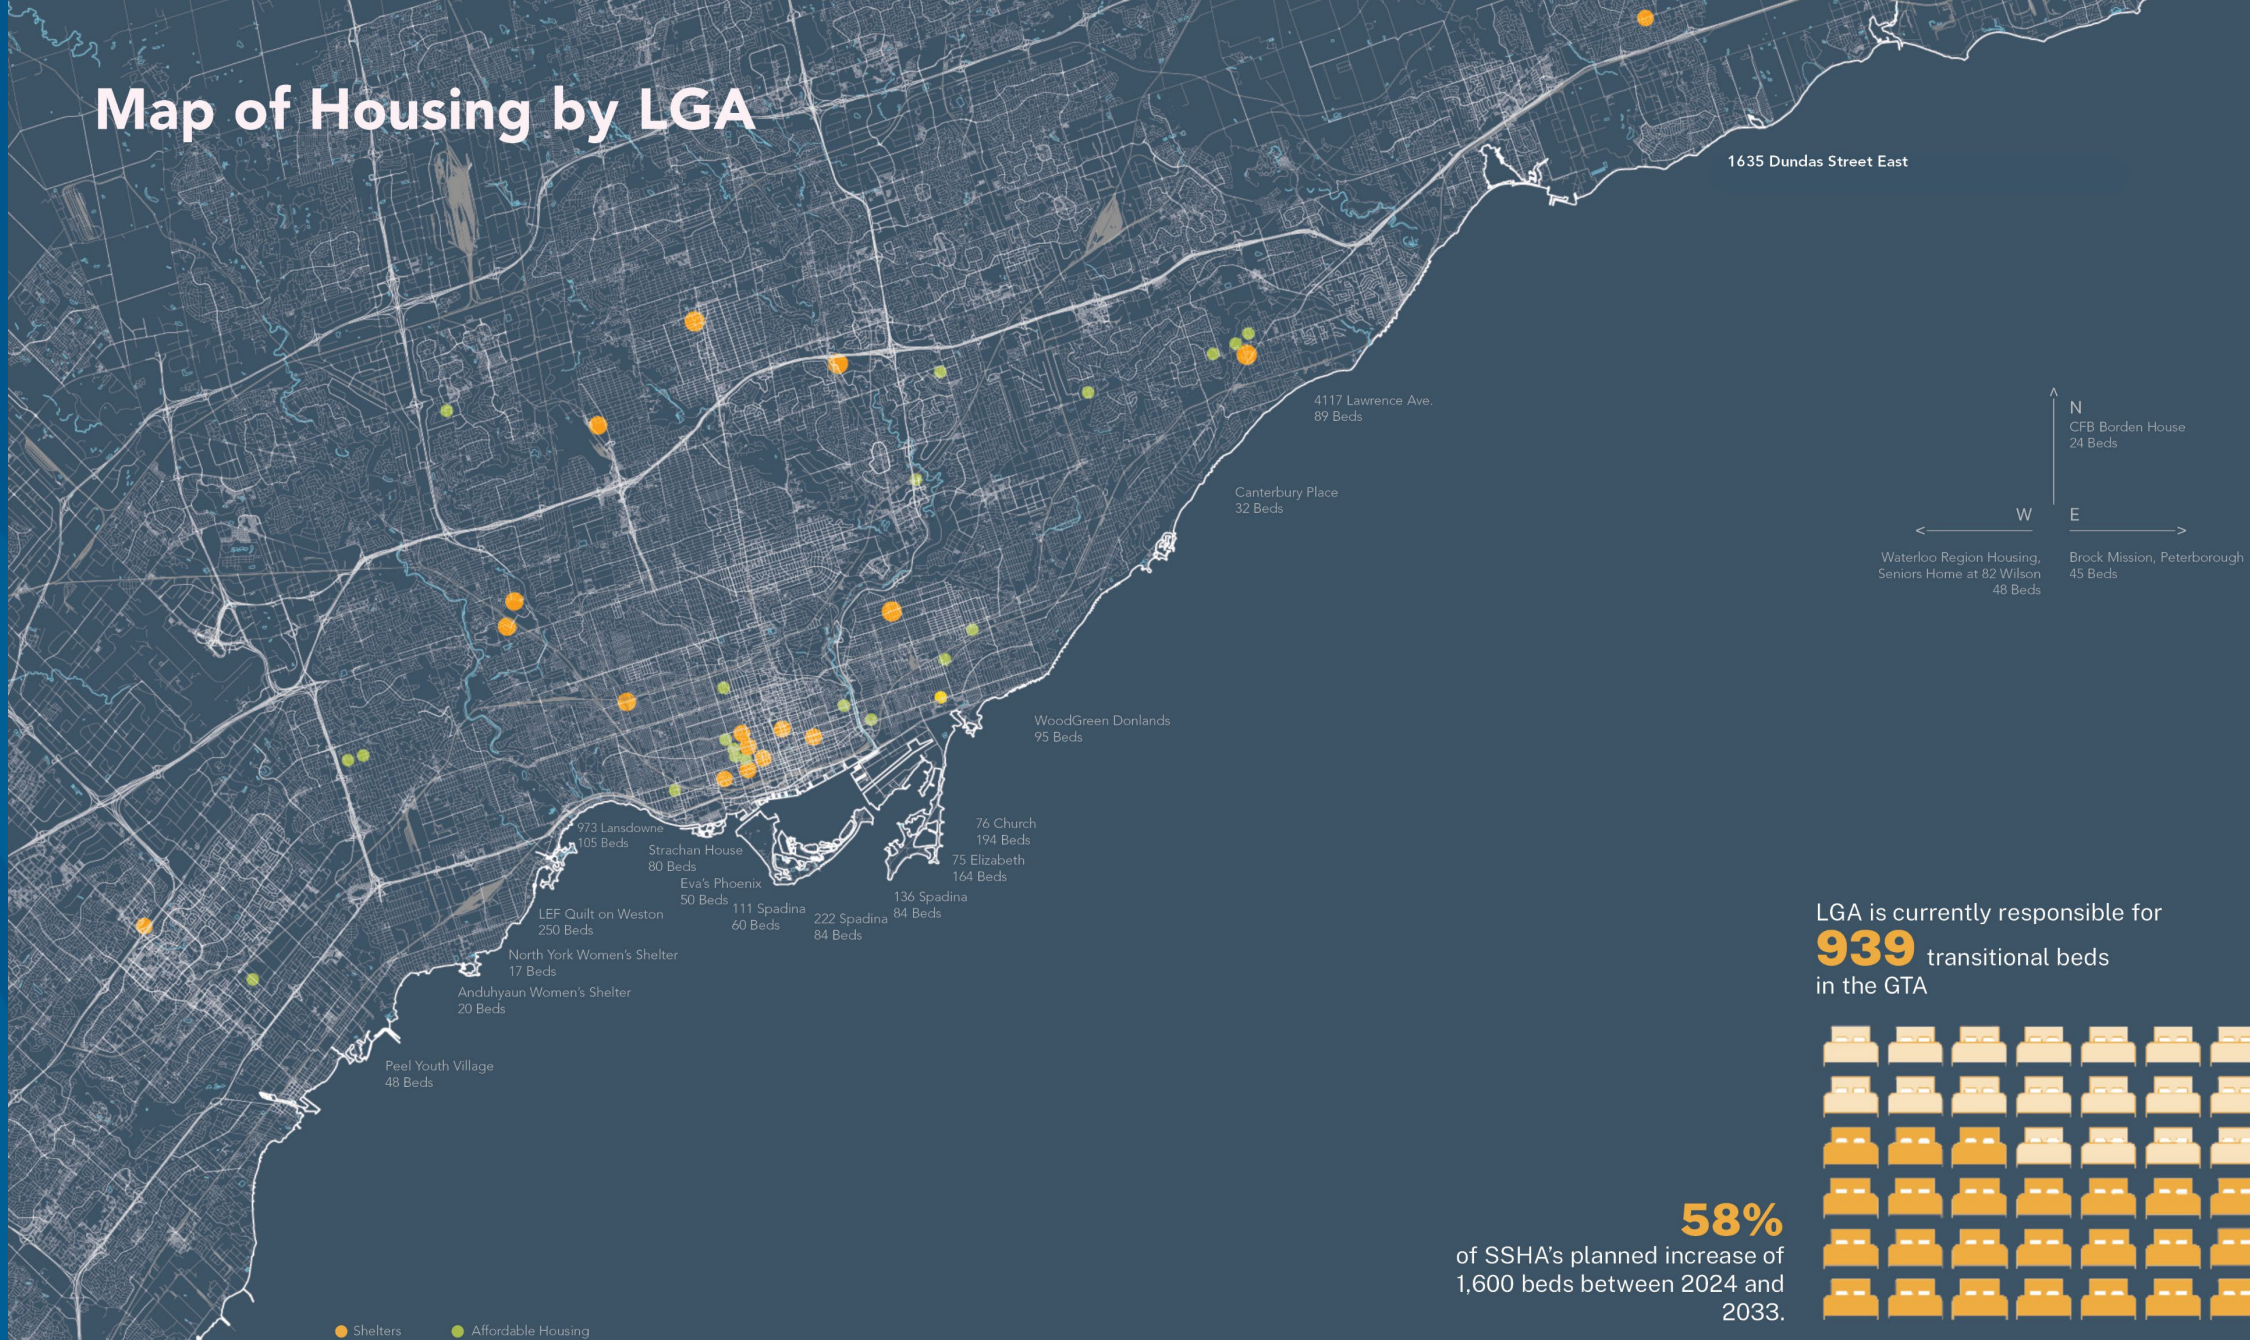 Map of Housing by LGA
1635 Dundas Street East
4117 Lawrence Ave.
89 Beds
N
CFB Borden House
24 Beds
Canterbury Place
32 Beds
W
E
Waterloo Region Housing,
Seniors Home at 82 Wilson
48 Beds
Brock Mission, Peterborough
45 Beds
WoodGreen Donlands
95 Beds
973 Lansdowne
105 Beds
Strachan House
80 Beds
Eva's Phoenix
50 Beds
111 Spadina
60 Beds
222 Spadina
84 Beds
136 Spadina
84 Beds
75 Elizabeth
164 Beds
76 Church
194 Beds
LEF Quilt on Weston
250 Beds
North York Women's Shelter
17 Beds
Anduhyaun Women's Shelter
20 Beds
Peel Youth Village
48 Beds
LGA is currently responsible for
939 transitional beds
in the GTA
58%
of SSHA's planned increase of
1,600 beds between 2024 and
2033.
Shelters
Affordable Housing